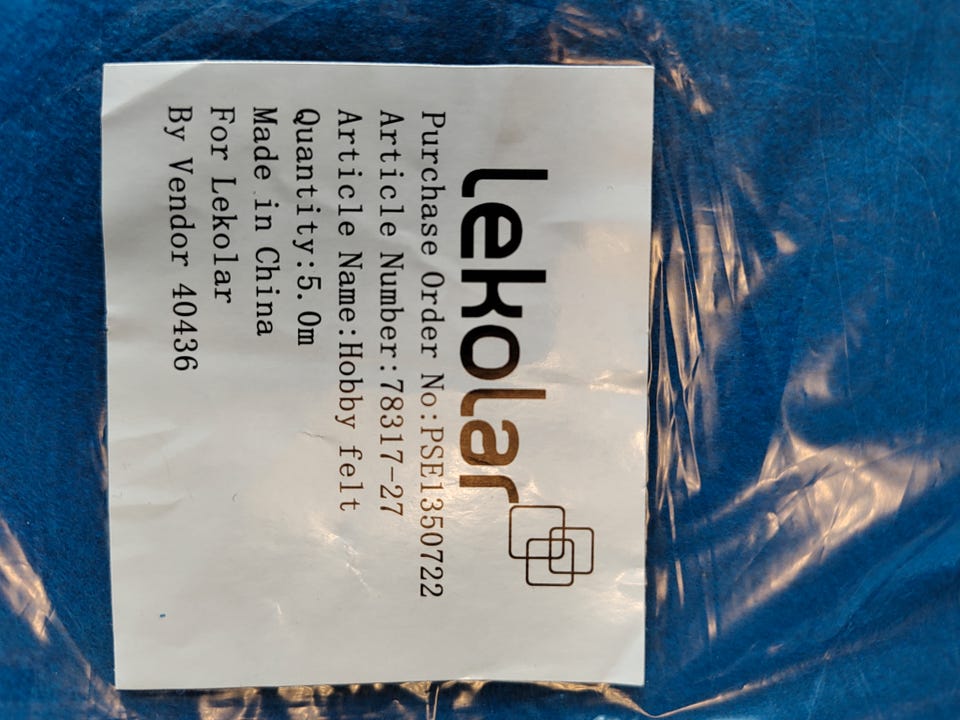 lekolar
Purchase Order No:PSE1350722
Article Number:78317-27
Article Name:Hobby felt
Quantity:5.0m
Made in China
For Lekolar
By Vendor 40436